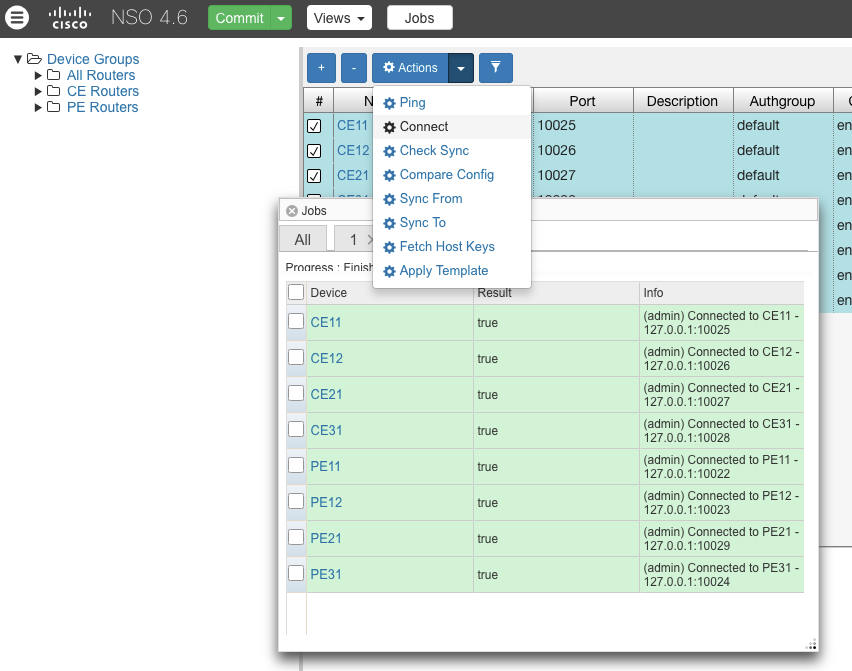 CISCO NSO 4.6 Commit Views Jobs
Device Groups
All Routers
CE Routers
PE Routers
+ - Actions
# N Port Description Authgroup
CE11 10025 default en
CE12 10026 default en
CE21 10027 default en
en
en
en
en
en
Ping
Connect
Check Sync
Compare Config
Sync From
Sync To
Fetch Host Keys
Apply Template
Jobs
All 1
Progress : Finish
Device Result Info
CE11 true (admin) Connected to CE11 -
127.0.0.1:10025
CE12 true (admin) Connected to CE12 -
127.0.0.1:10026
CE21 true (admin) Connected to CE21 -
127.0.0.1:10027
CE31 true (admin) Connected to CE31 -
127.0.0.1:10028
PE11 true (admin) Connected to PE11 -
127.0.0.1:10022
PE12 true (admin) Connected to PE12 -
127.0.0.1:10023
PE21 true (admin) Connected to PE21 -
127.0.0.1:10029
PE31 true (admin) Connected to PE31 -
127.0.0.1:10024